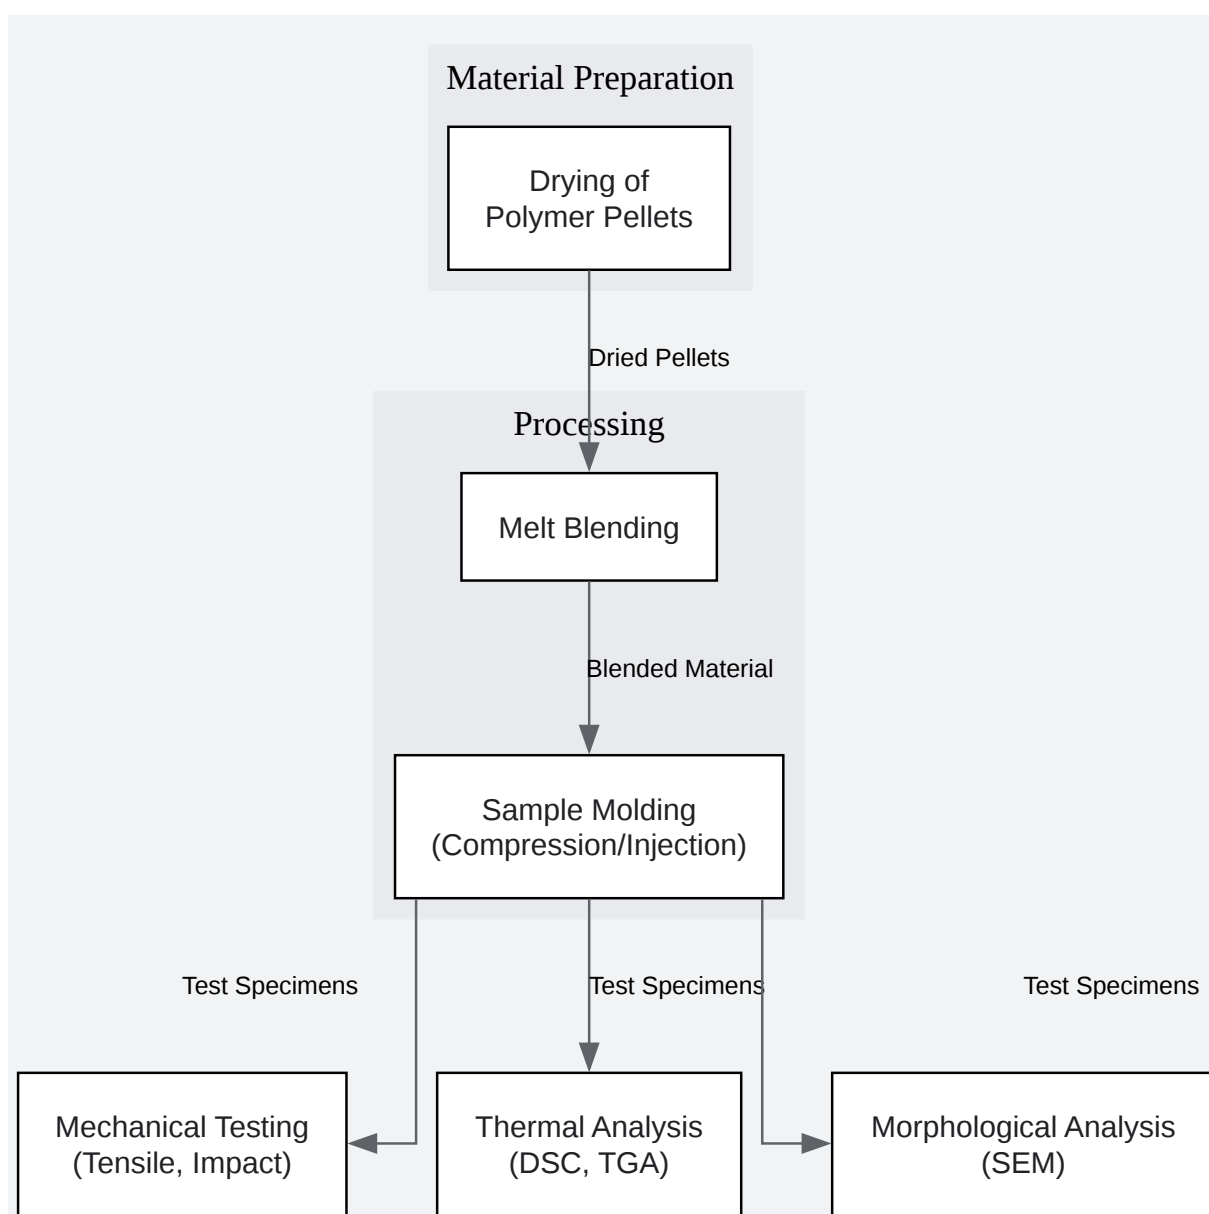 Material Preparation
Drying of
Polymer Pellets
Dried Pellets
Processing
Melt Blending
Blended Material
Sample Molding
(Compression/Injection)
Test Specimens
Test Specimens
Test Specimens
Mechanical Testing
(Tensile, Impact)
Thermal Analysis
(DSC, TGA)
Morphological Analysis
(SEM)